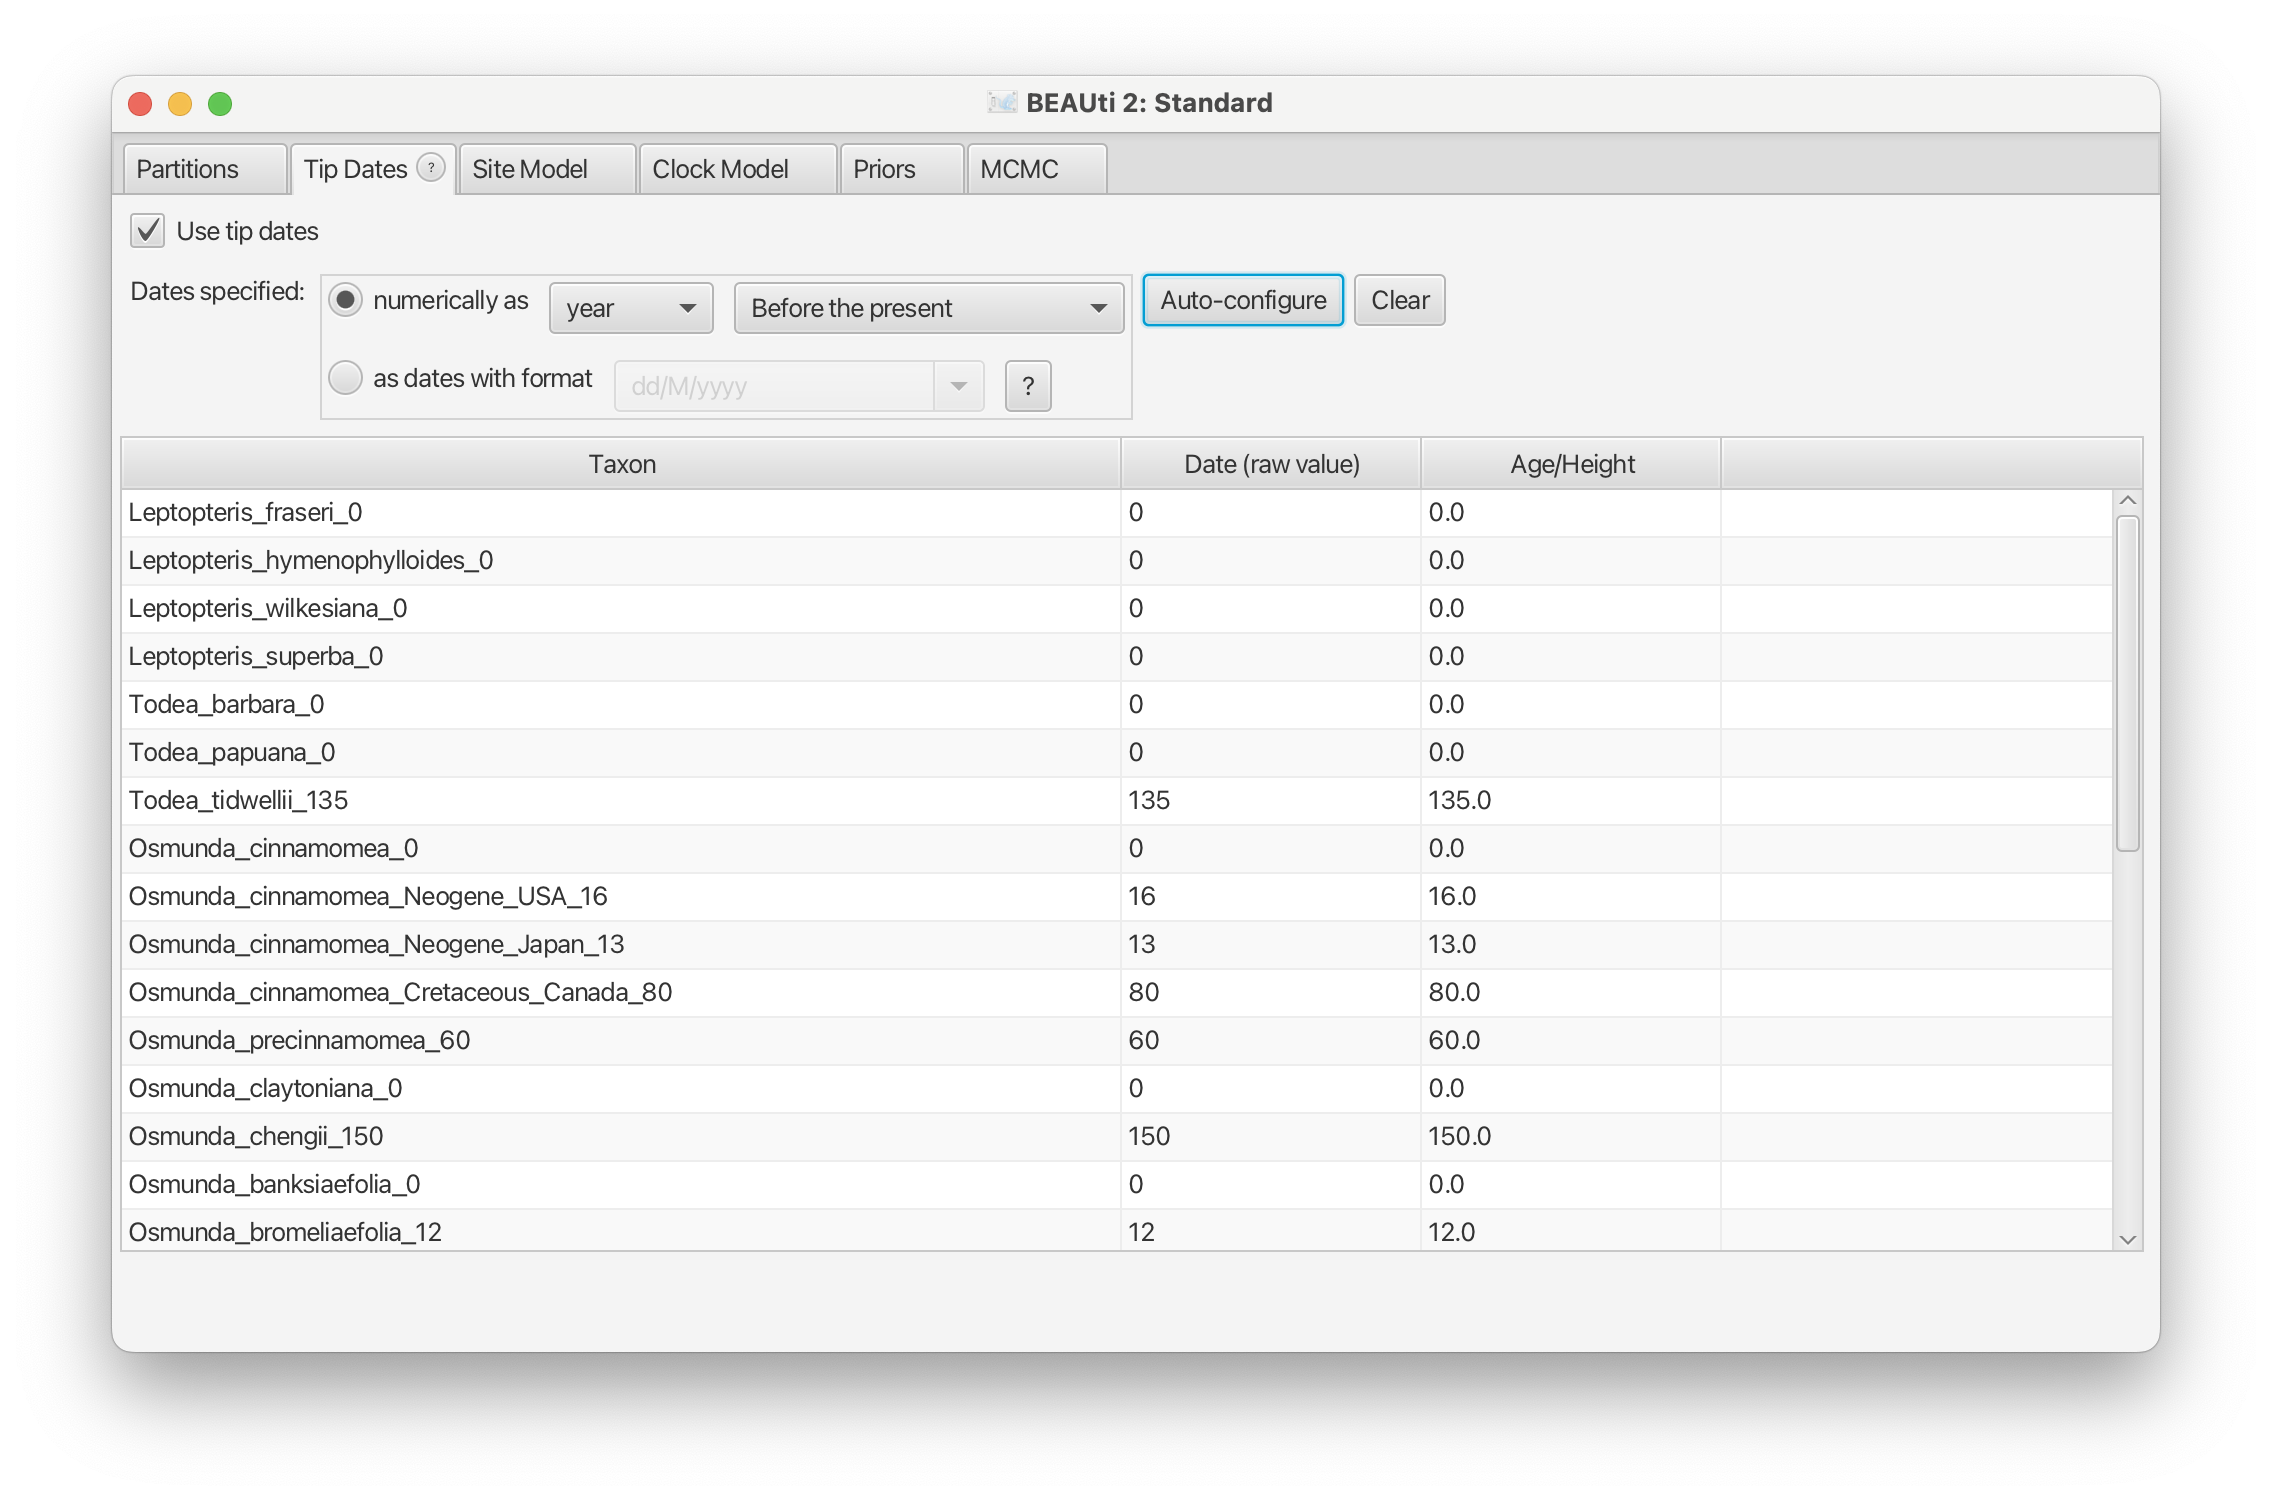 BEAUti 2: Standard
Partitions Tip Dates ? Site Model Clock Model Priors MCMC
Use tip dates
Dates specified: numerically as year Before the present Auto-configure Clear
as dates with format dd/M/yyyy ?
Taxon Date (raw value) Age/Height
Leptopteris_fraseri_0 0 0.0
Leptopteris_hymenophylloides_0 0 0.0
Leptopteris_wilkesiana_0 0 0.0
Leptopteris_superba_0 0 0.0
Todea_barbara_0 0 0.0
Todea_papuana_0 0 0.0
Todea_tidwellii_135 135 135.0
Osmunda_cinnamomea_0 0 0.0
Osmunda_cinnamomea_Neogene_USA_16 16 16.0
Osmunda_cinnamomea_Neogene_Japan_13 13 13.0
Osmunda_cinnamomea_Cretaceous_Canada_80 80 80.0
Osmunda_precinnamomea_60 60 60.0
Osmunda_claytoniana_0 0 0.0
Osmunda_chengii_150 150 150.0
Osmunda_banksiaefolia_0 0 0.0
Osmunda_bromeliaefolia_12 12 12.0